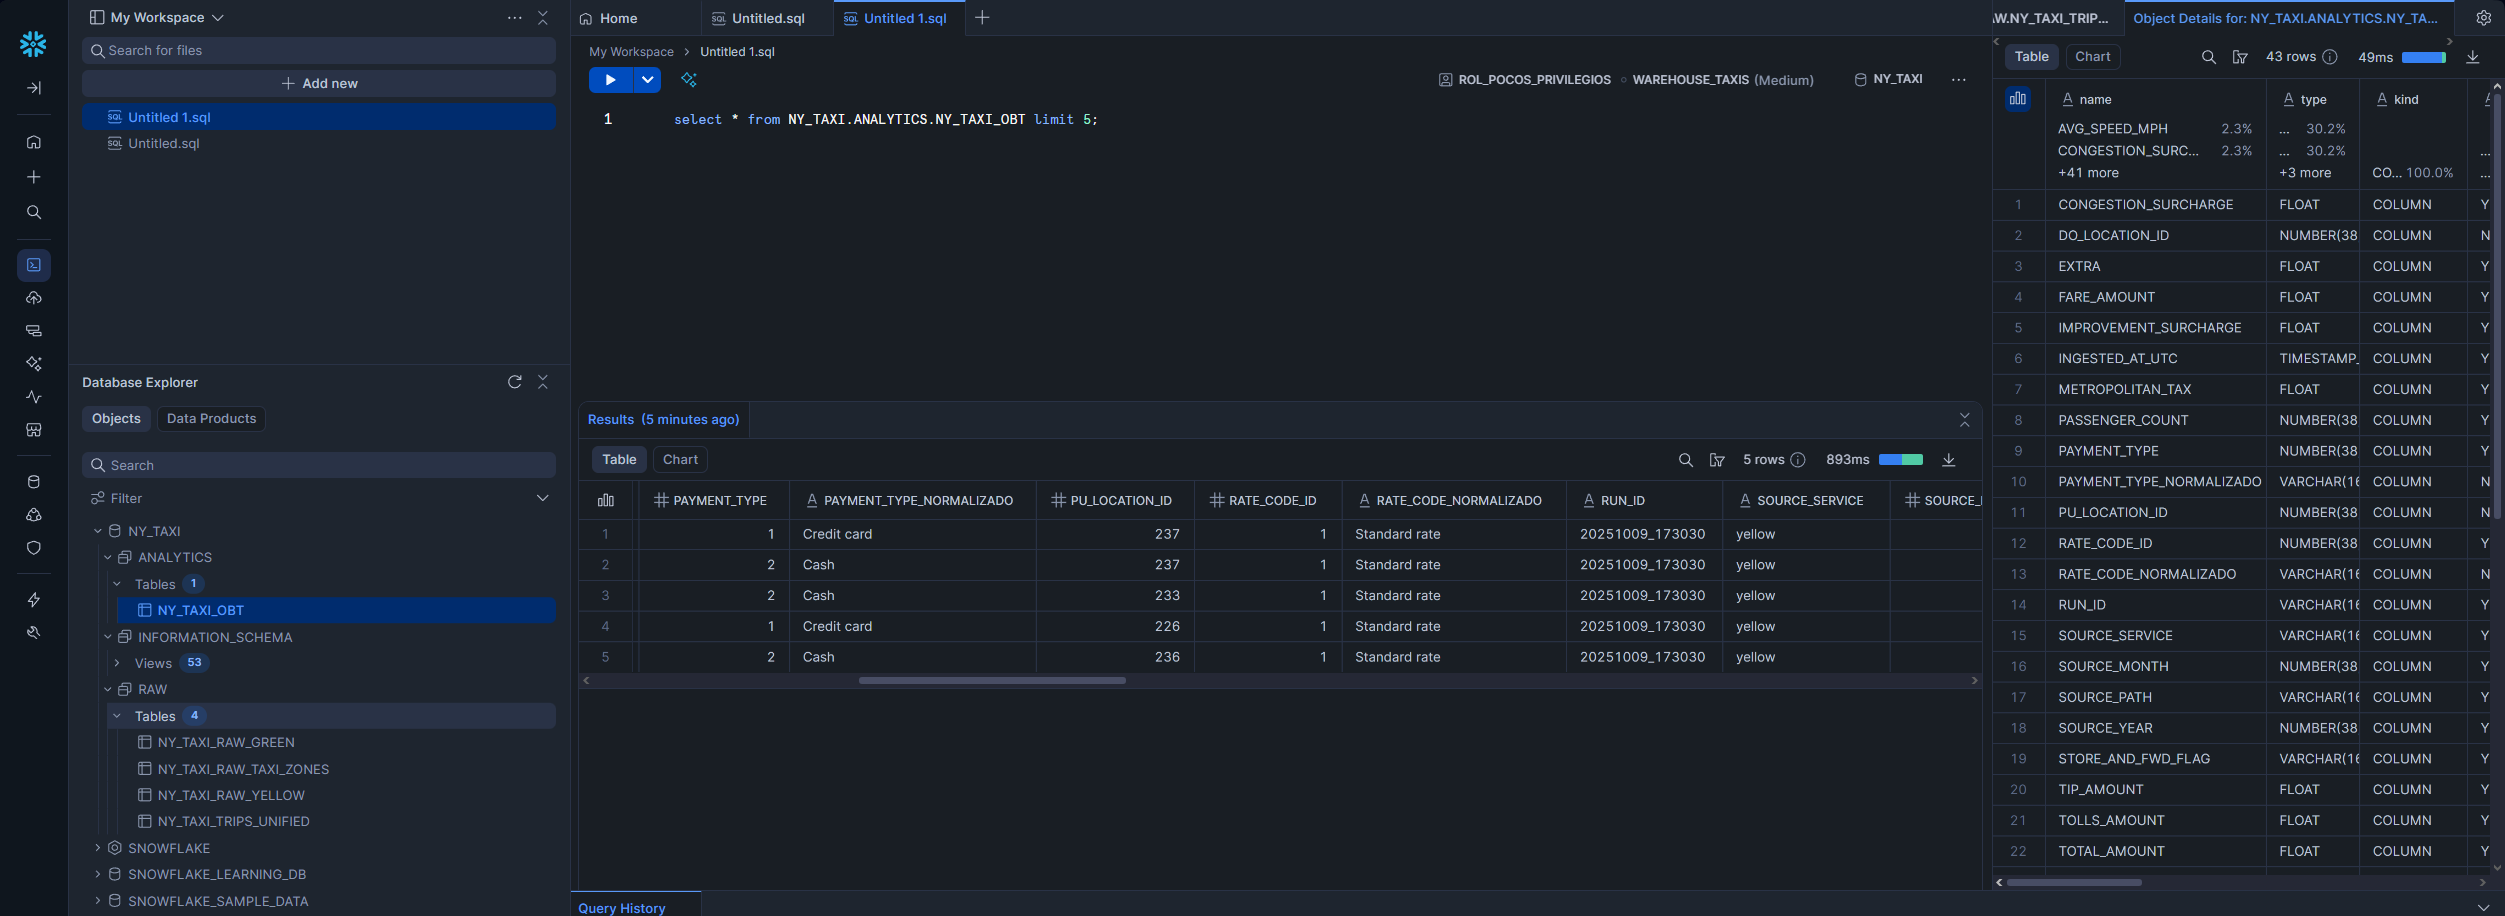 My Workspace
Search for files
Add new
Untitled 1.sql
Untitled.sql
Database Explorer
Objects
Data Products
Search
Filter
NY_TAXI
ANALYTICS
Tables 1
NY_TAXI_OBT
INFORMATION_SCHEMA
Views 53
RAW
Tables 4
NY_TAXI_RAW_GREEN
NY_TAXI_RAW_TAXI_ZONES
NY_TAXI_RAW_YELLOW
NY_TAXI_TRIPS_UNIFIED
SNOWFLAKE
SNOWFLAKE_LEARNING_DB
SNOWFLAKE_SAMPLE_DATA
Home
SQL Untitled.sql
SQL Untitled 1.sql
My Workspace > Untitled 1.sql
ROL_POCOS_PRIVILEGIOS WAREHOUSE_TAXIS (Medium) NY_TAXI
1 select * from NY_TAXI.ANALYTICS.NY_TAXI_OBT limit 5;
Results (5 minutes ago)
Table Chart 5 rows 893ms
PAYMENT_TYPE PAYMENT_TYPE_NORMALIZADO PU_LOCATION_ID RATE_CODE_ID RATE_CODE_NORMALIZADO RUN_ID SOURCE_SERVICE SOURCE_
1 1 Credit card 237 1 Standard rate 20251009_173030 yellow
2 2 Cash 237 1 Standard rate 20251009_173030 yellow
3 2 Cash 233 1 Standard rate 20251009_173030 yellow
4 1 Credit card 226 1 Standard rate 20251009_173030 yellow
5 2 Cash 236 1 Standard rate 20251009_173030 yellow
Query History
W.NY_TAXI_TRIP... Object Details for: NY_TAXI.ANALYTICS.NY_TA...
Table Chart 43 rows 49ms
name type kind
AVG_SPEED_MPH 2.3% ... 30.2%
CONGESTION_SURC... 2.3% ... 30.2% ...
+41 more +3 more CO... 100.0% ...
1 CONGESTION_SURCHARGE FLOAT COLUMN Y
2 DO_LOCATION_ID NUMBER(38 COLUMN N
3 EXTRA FLOAT COLUMN Y
4 FARE_AMOUNT FLOAT COLUMN Y
5 IMPROVEMENT_SURCHARGE FLOAT COLUMN Y
6 INGESTED_AT_UTC TIMESTAMP_ COLUMN Y
7 METROPOLITAN_TAX FLOAT COLUMN Y
8 PASSENGER_COUNT NUMBER(38 COLUMN Y
9 PAYMENT_TYPE NUMBER(38 COLUMN Y
10 PAYMENT_TYPE_NORMALIZADO VARCHAR(16 COLUMN N
11 PU_LOCATION_ID NUMBER(38 COLUMN N
12 RATE_CODE_ID NUMBER(38 COLUMN Y
13 RATE_CODE_NORMALIZADO VARCHAR(16 COLUMN N
14 RUN_ID VARCHAR(16 COLUMN Y
15 SOURCE_SERVICE VARCHAR(16 COLUMN Y
16 SOURCE_MONTH NUMBER(38 COLUMN Y
17 SOURCE_PATH VARCHAR(16 COLUMN Y
18 SOURCE_YEAR NUMBER(38 COLUMN Y
19 STORE_AND_FWD_FLAG VARCHAR(16 COLUMN Y
20 TIP_AMOUNT FLOAT COLUMN Y
21 TOLLS_AMOUNT FLOAT COLUMN Y
22 TOTAL_AMOUNT FLOAT COLUMN Y